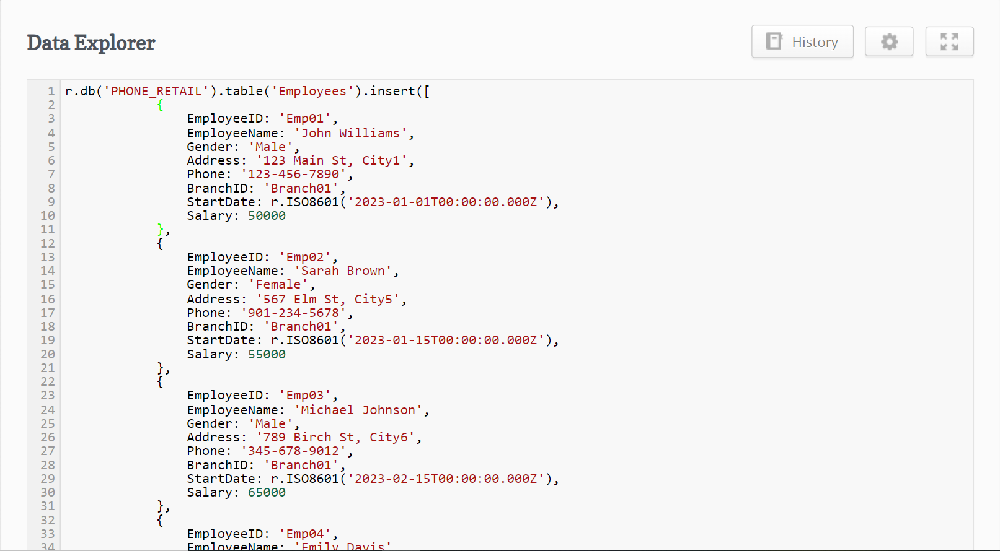 Data Explorer
History
1 r.db('PHONE_RETAIL').table('Employees').insert([
2 {
3 EmployeeID: 'Emp01',
4 EmployeeName: 'John Williams',
5 Gender: 'Male',
6 Address: '123 Main St, City1',
7 Phone: '123-456-7890',
8 BranchID: 'Branch01',
9 StartDate: r.ISO8601('2023-01-01T00:00:00.000Z'),
10 Salary: 50000
11 },
12 {
13 EmployeeID: 'Emp02',
14 EmployeeName: 'Sarah Brown',
15 Gender: 'Female',
16 Address: '567 Elm St, City5',
17 Phone: '901-234-5678',
18 BranchID: 'Branch01',
19 StartDate: r.ISO8601('2023-01-15T00:00:00.000Z'),
20 Salary: 55000
21 },
22 {
23 EmployeeID: 'Emp03',
24 EmployeeName: 'Michael Johnson',
25 Gender: 'Male',
26 Address: '789 Birch St, City6',
27 Phone: '345-678-9012',
28 BranchID: 'Branch01',
29 StartDate: r.ISO8601('2023-02-15T00:00:00.000Z'),
30 Salary: 65000
31 },
32 {
33 EmployeeID: 'Emp04',
34 EmployeeName: 'Emily Davis',